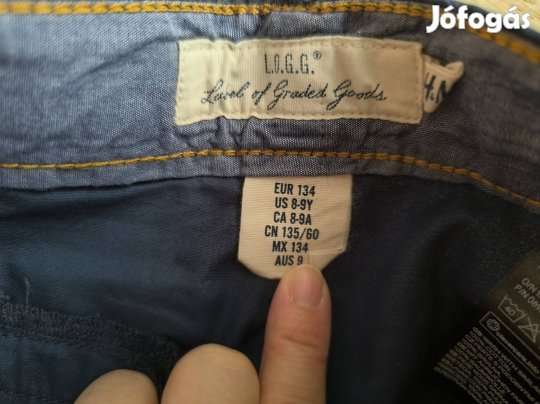 Jófogás
L.O.G.G.®
Label of Graded Goods
H&M
EUR 134
US 8-9Y
CA 8-9A
CN 135/60
MX 134
AUS 9